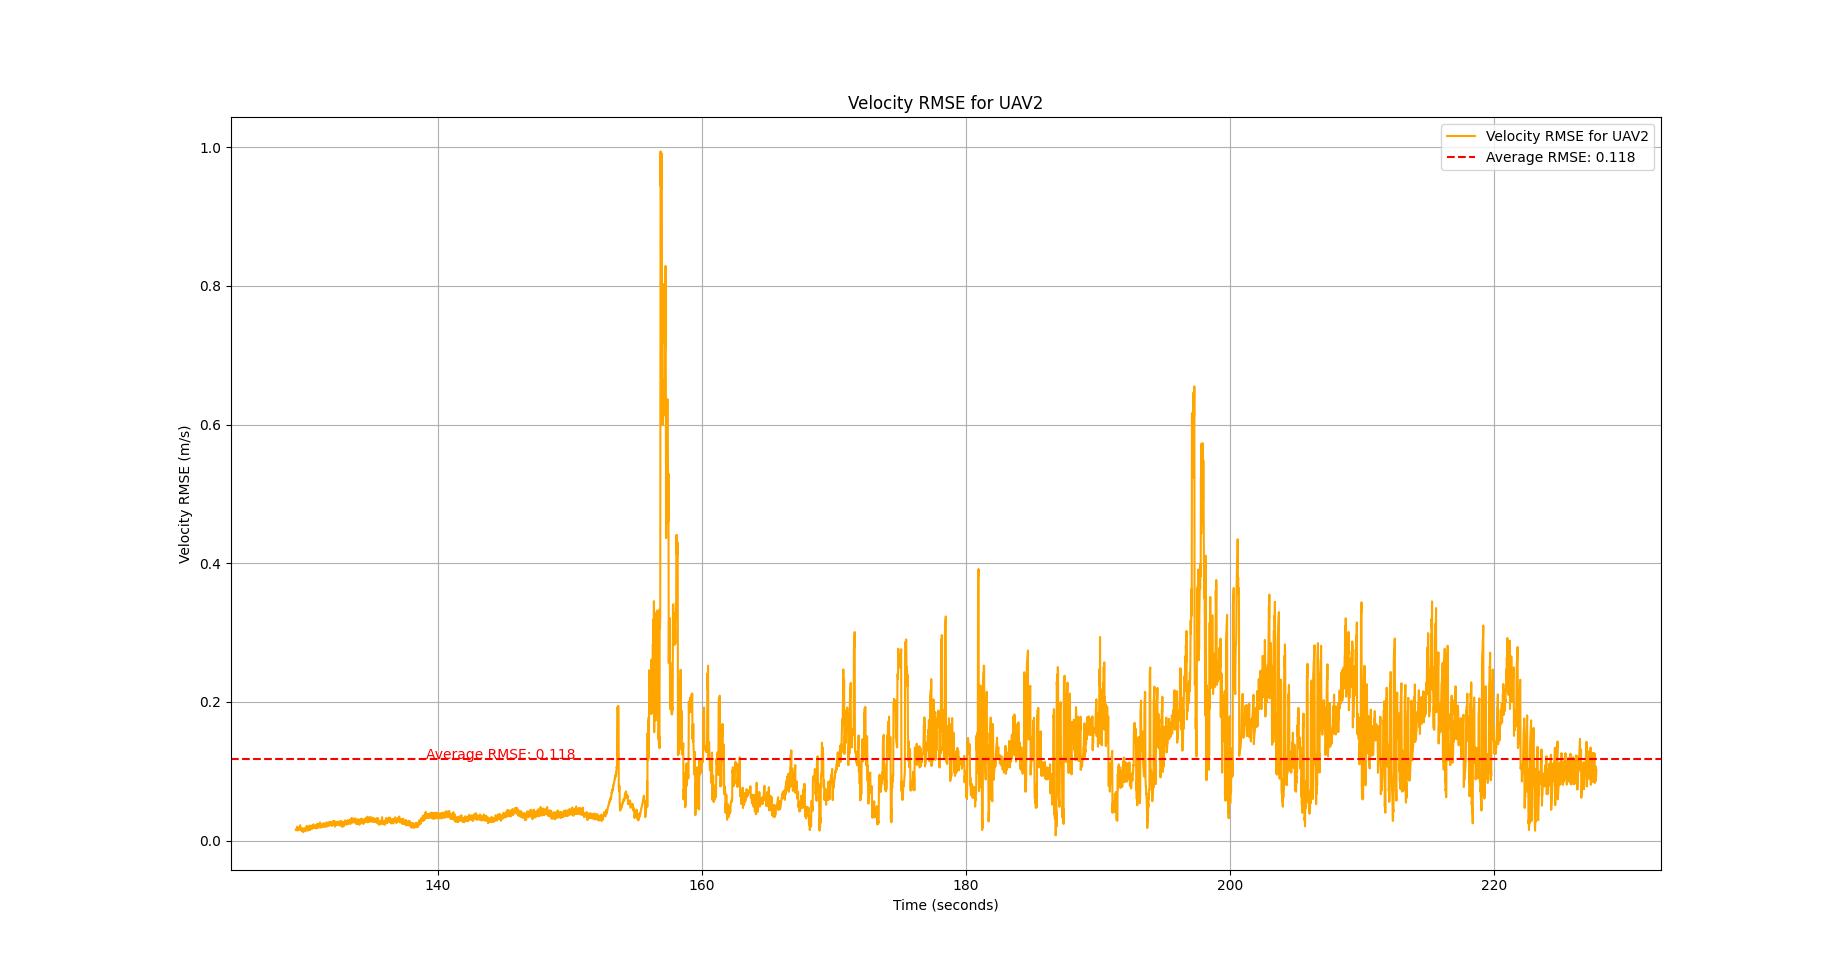 Velocity RMSE for UAV2
Velocity RMSE for UAV2
Average RMSE: 0.118
1.0
0.8
0.6
0.4
0.2
0.0
Velocity RMSE (m/s)
Average RMSE: 0.118
140
160
180
200
220
Time (seconds)